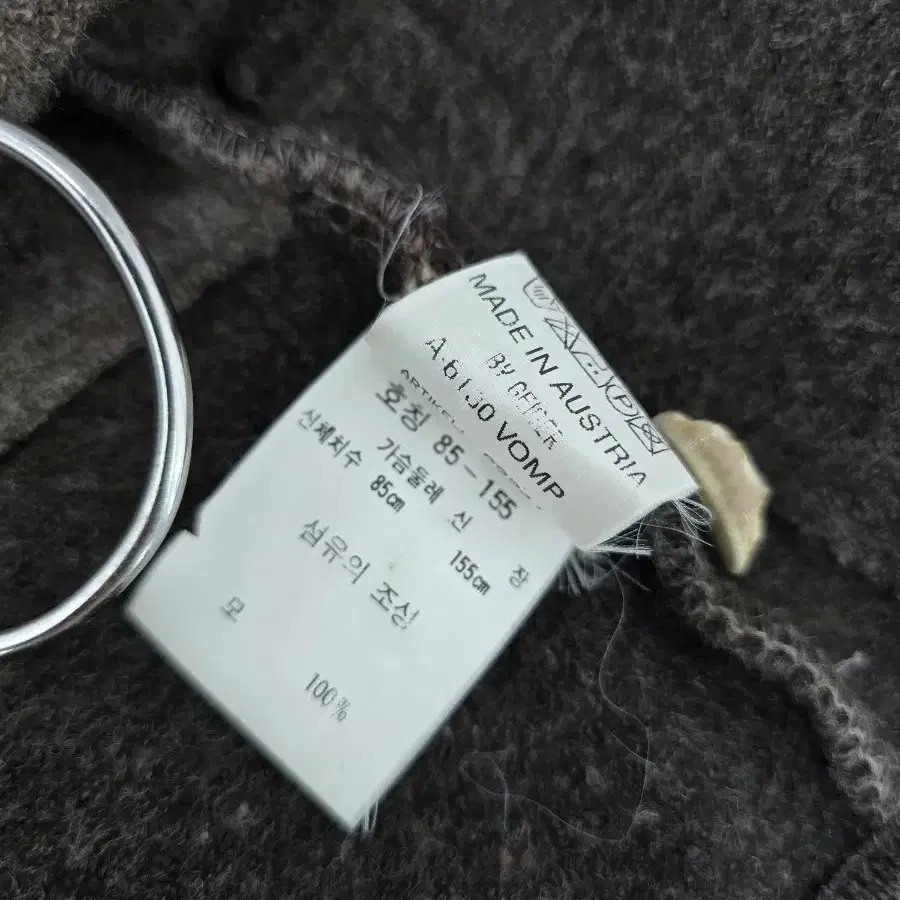 MADE IN AUSTRIA
BY GEIGER
A-6130 VOMP
호칭 85-155
신체치수 가슴둘레 신 장
85cm 155cm
섬유의 조성
모 100%